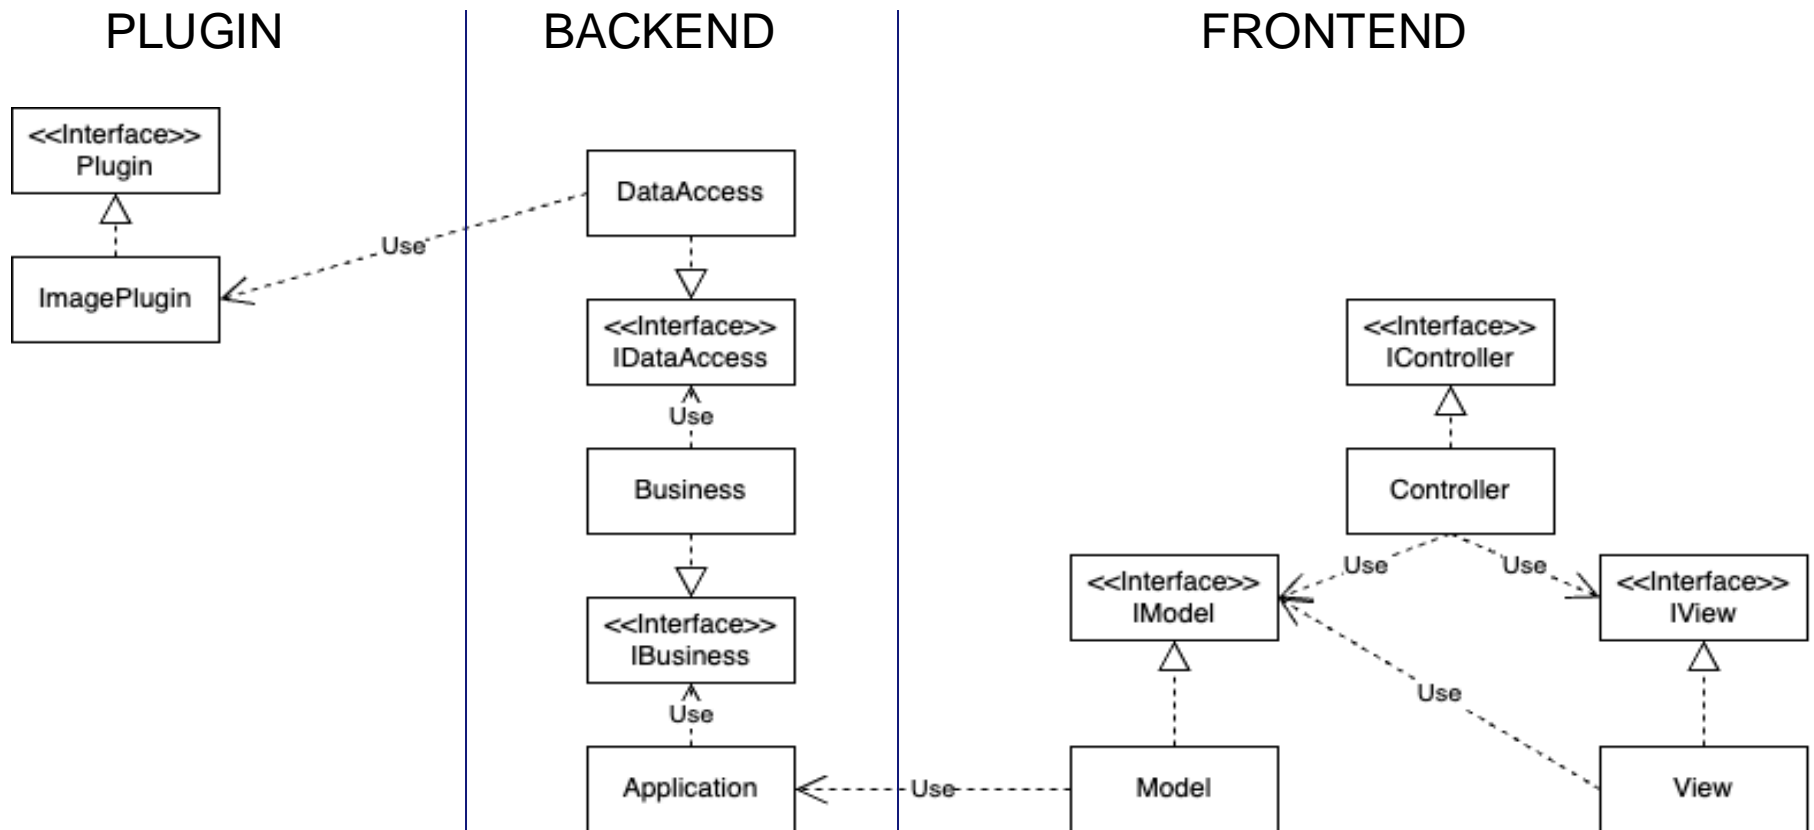 PLUGIN
BACKEND
FRONTEND
<<Interface>>
Plugin
ImagePlugin
Use
DataAccess
<<Interface>>
IDataAccess
Use
Business
<<Interface>>
IBusiness
Use
Application
Use
<<Interface>>
IController
Controller
Use
Use
<<Interface>>
IModel
<<Interface>>
IView
Use
Model
View